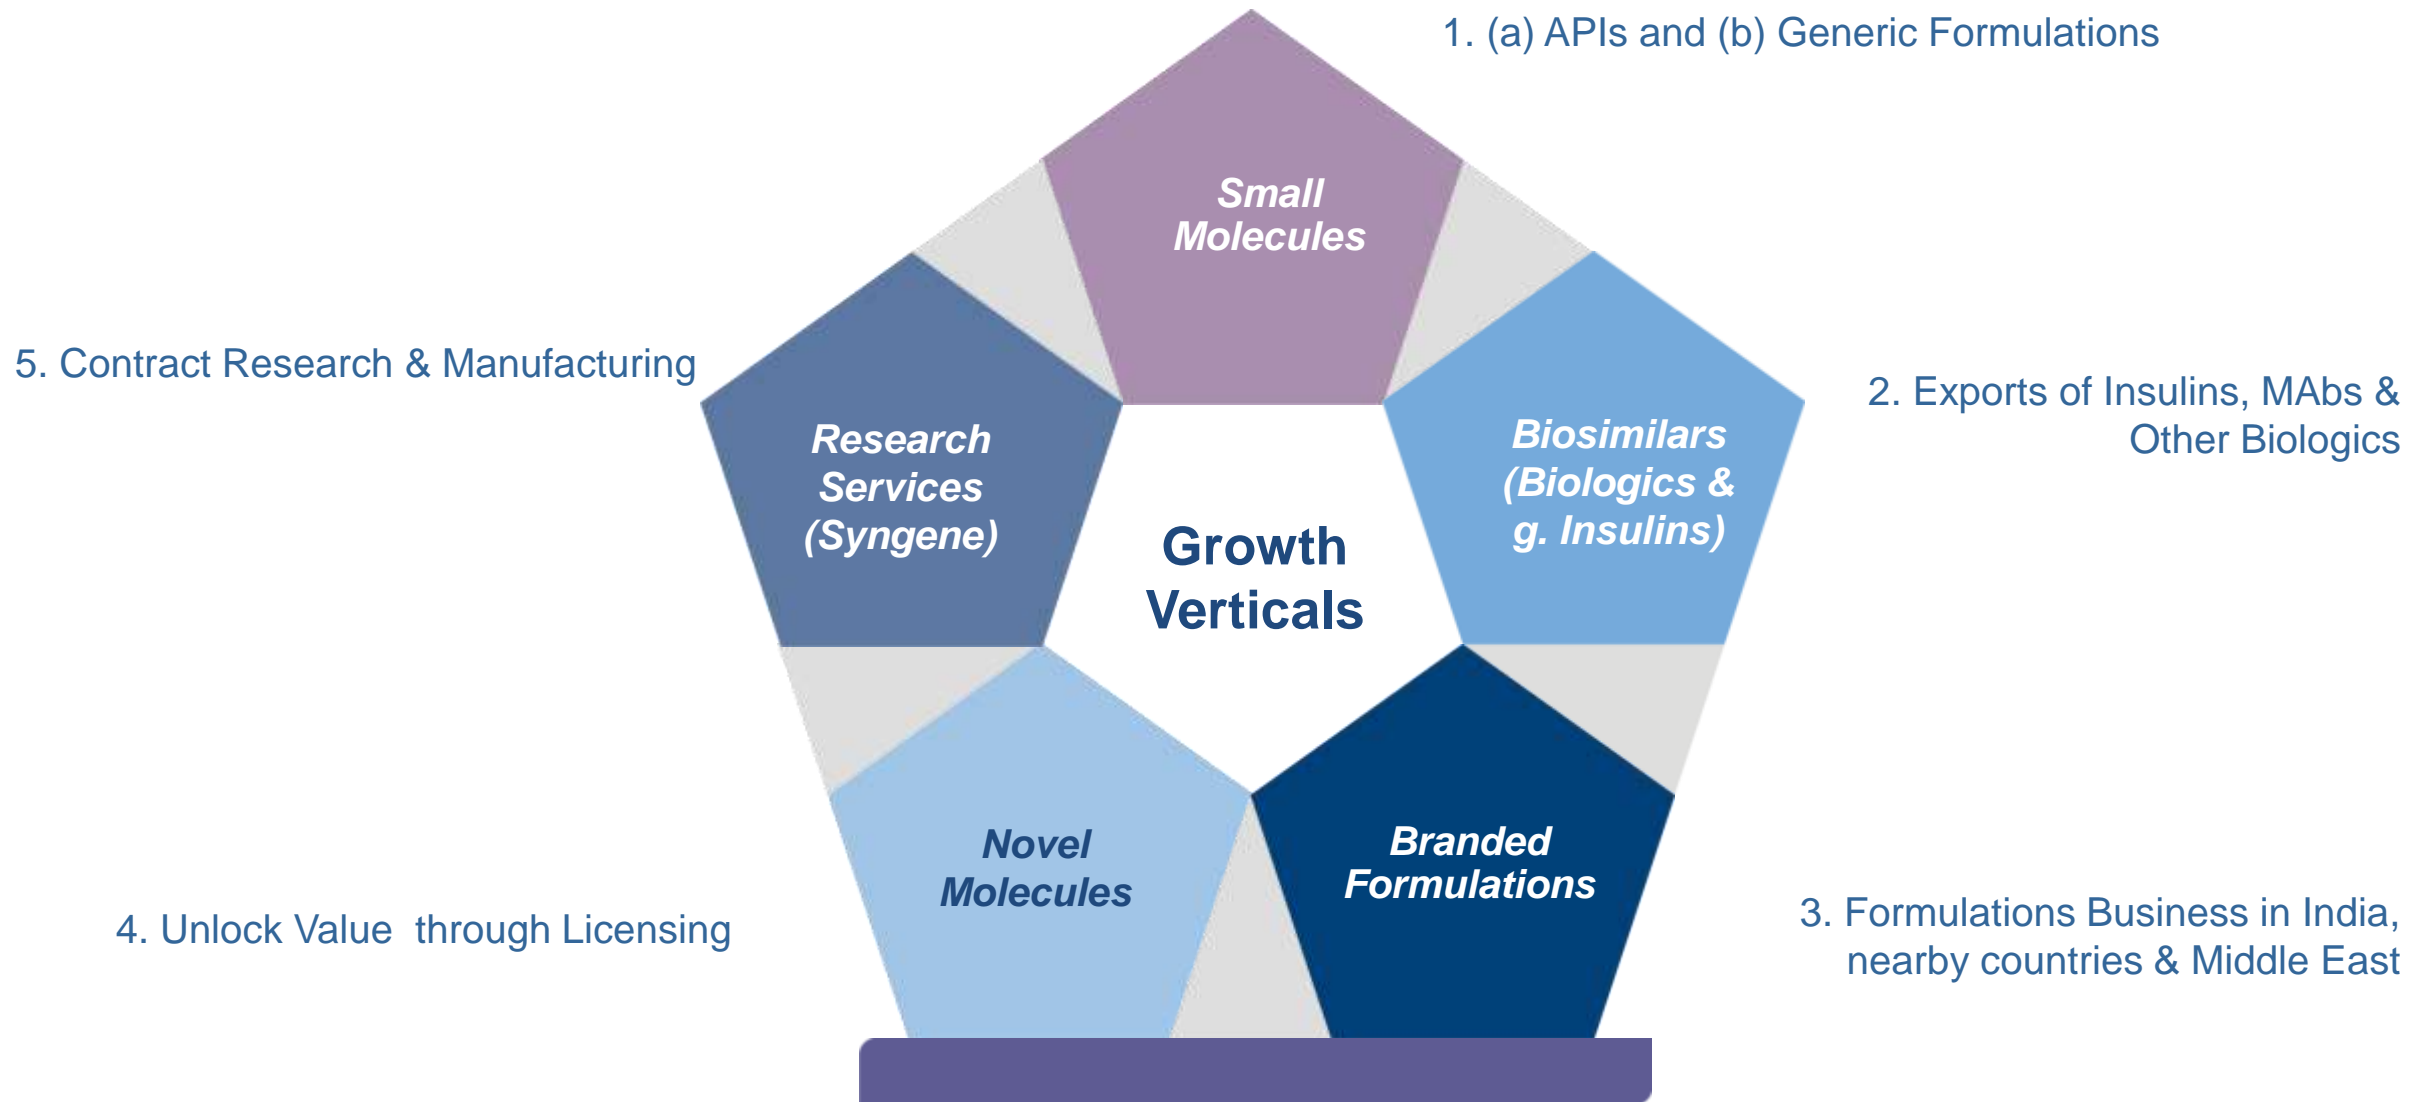 1. (a) APIs and (b) Generic Formulations
Small
Molecules
5. Contract Research & Manufacturing
2. Exports of Insulins, MAbs &
Other Biologics
Research
Services
(Syngene)
Biosimilars
(Biologics &
g. Insulins)
Growth
Verticals
Novel
Molecules
Branded
Formulations
4. Unlock Value  through Licensing
3. Formulations Business in India,
nearby countries & Middle East